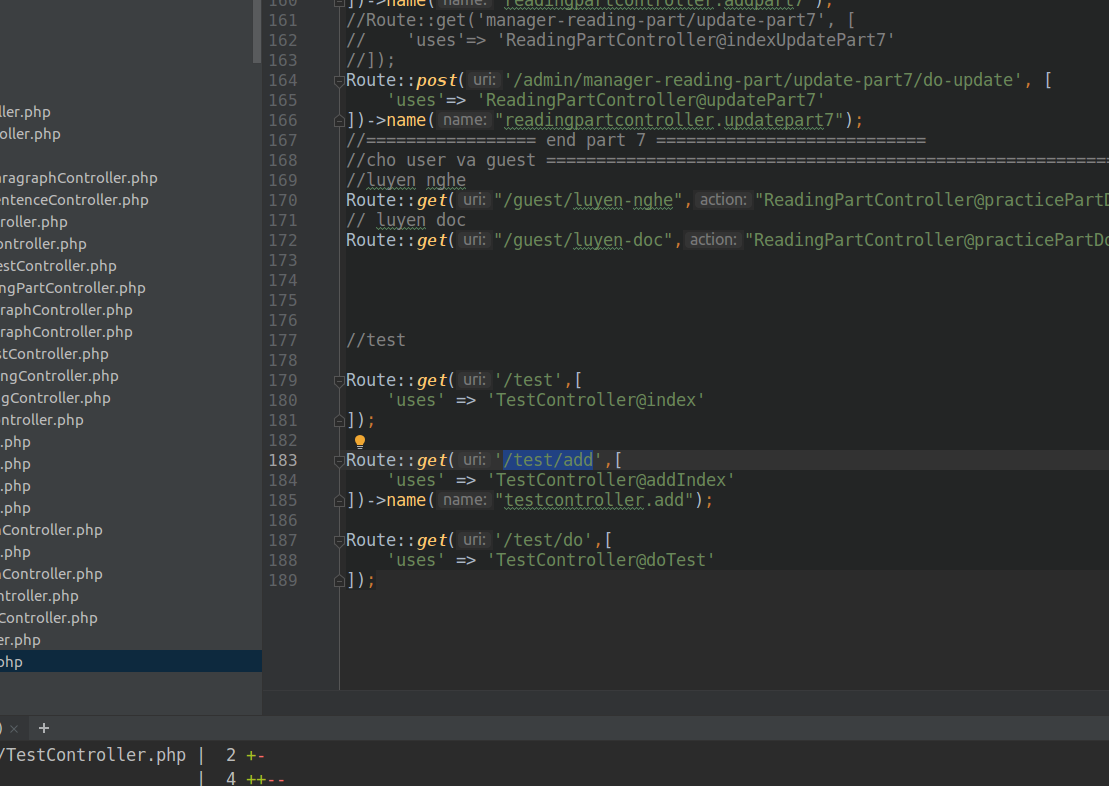 160 ])->name( name: "readingpartcontroller.addpart7");
161 //Route::get('manager-reading-part/update-part7', [
162 //    'uses'=> 'ReadingPartController@indexUpdatePart7'
163 //]);
164 Route::post( uri: '/admin/manager-reading-part/update-part7/do-update', [
165     'uses'=> 'ReadingPartController@updatePart7'
166 ])->name( name: "readingpartcontroller.updatepart7");
167 //================= end part 7 ===========================
168 //cho user va guest ========================================================
169 //luyen nghe
170 Route::get( uri: "/guest/luyen-nghe", action: "ReadingPartController@practicePartD
171 // luyen doc
172 Route::get( uri: "/guest/luyen-doc", action: "ReadingPartController@practicePartDo
173
174
175
176
177 //test
178
179 Route::get( uri: '/test',[
180     'uses' => 'TestController@index'
181 ]);
182
183 Route::get( uri: '/test/add',[
184     'uses' => 'TestController@addIndex'
185 ])->name( name: "testcontroller.add");
186
187 Route::get( uri: '/test/do',[
188     'uses' => 'TestController@doTest'
189 ]);
ller.php
oller.php
aragraphController.php
entenceController.php
roller.php
ontroller.php
estController.php
ngPartController.php
raphController.php
raphController.php
stController.php
ngController.php
gController.php
ontroller.php
.php
.php
.php
.php
nController.php
.php
nController.php
ntroller.php
Controller.php
er.php
php
) × +
/TestController.php |  2 +-
|  4 ++--